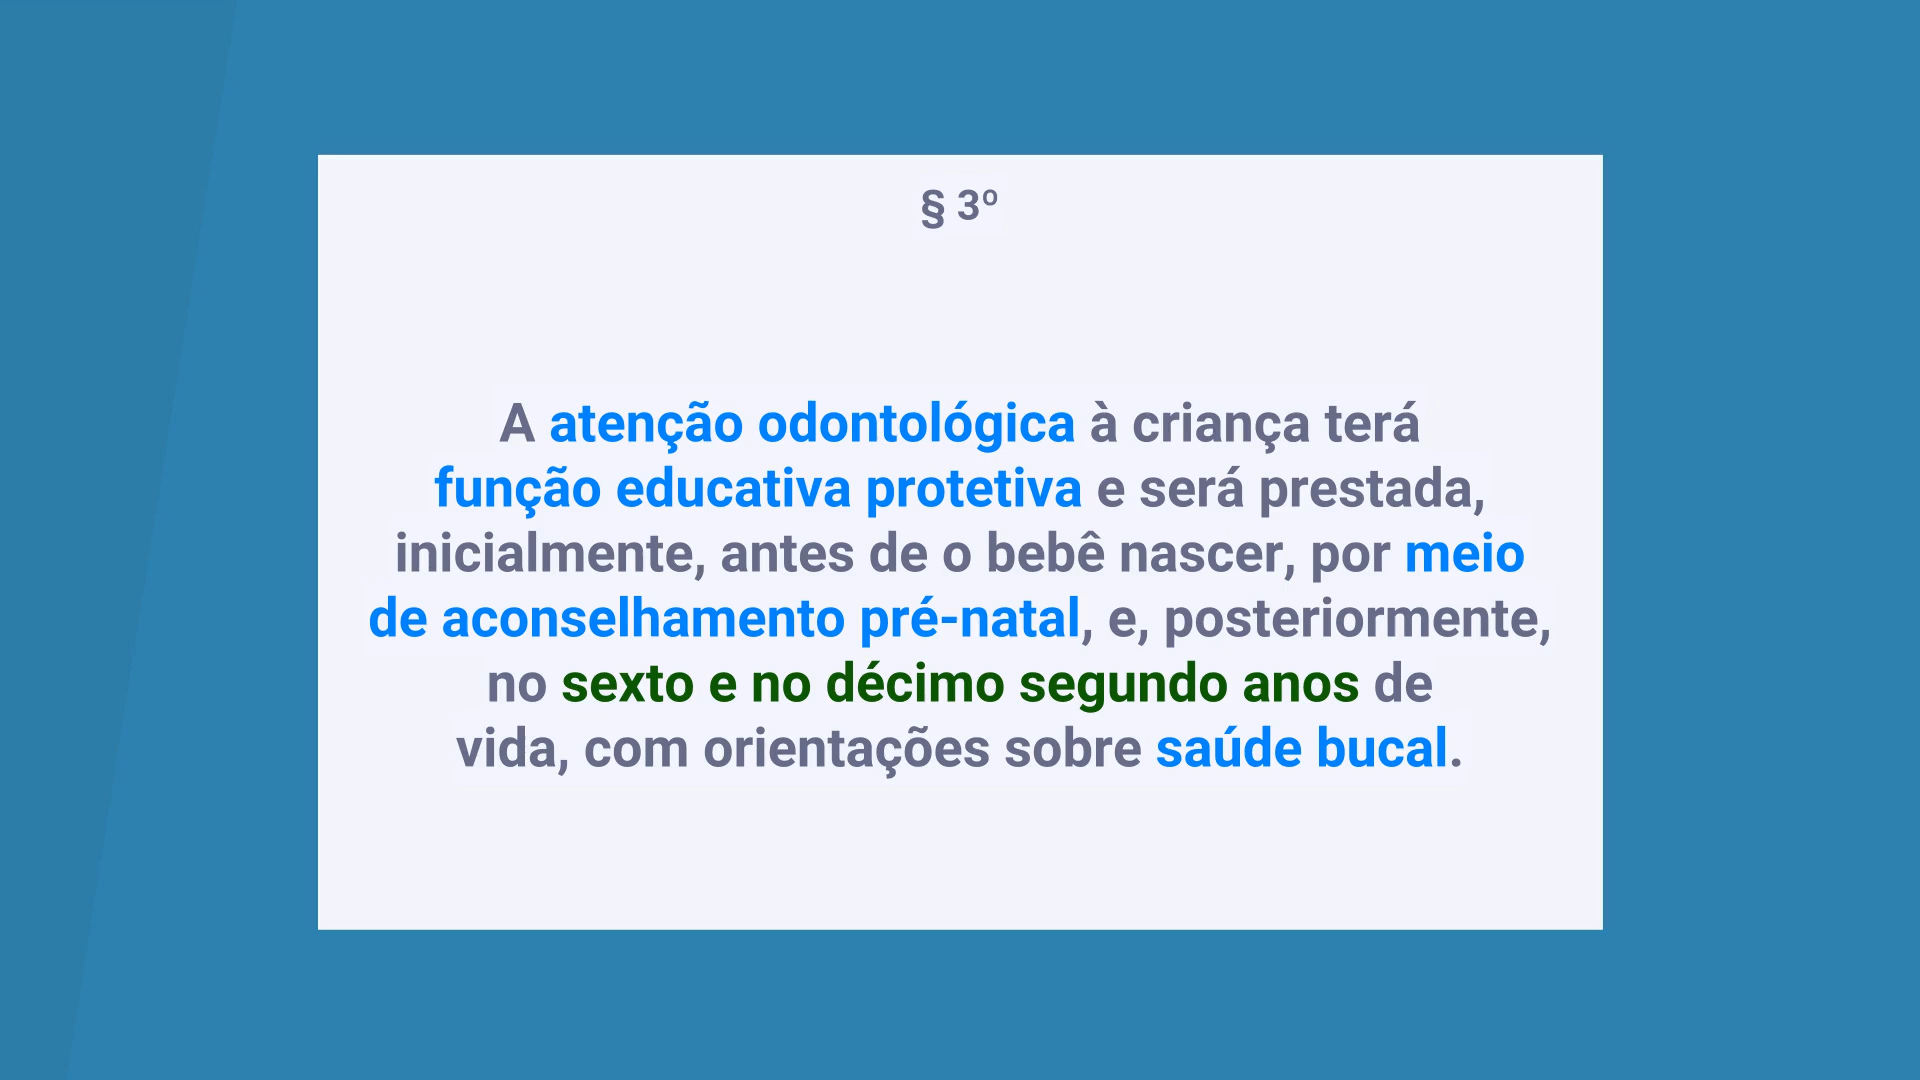 § 3º
A atenção odontológica à criança terá
função educativa protetiva e será prestada,
inicialmente, antes de o bebê nascer, por meio
de aconselhamento pré-natal, e, posteriormente,
no sexto e no décimo segundo anos de
vida, com orientações sobre saúde bucal.